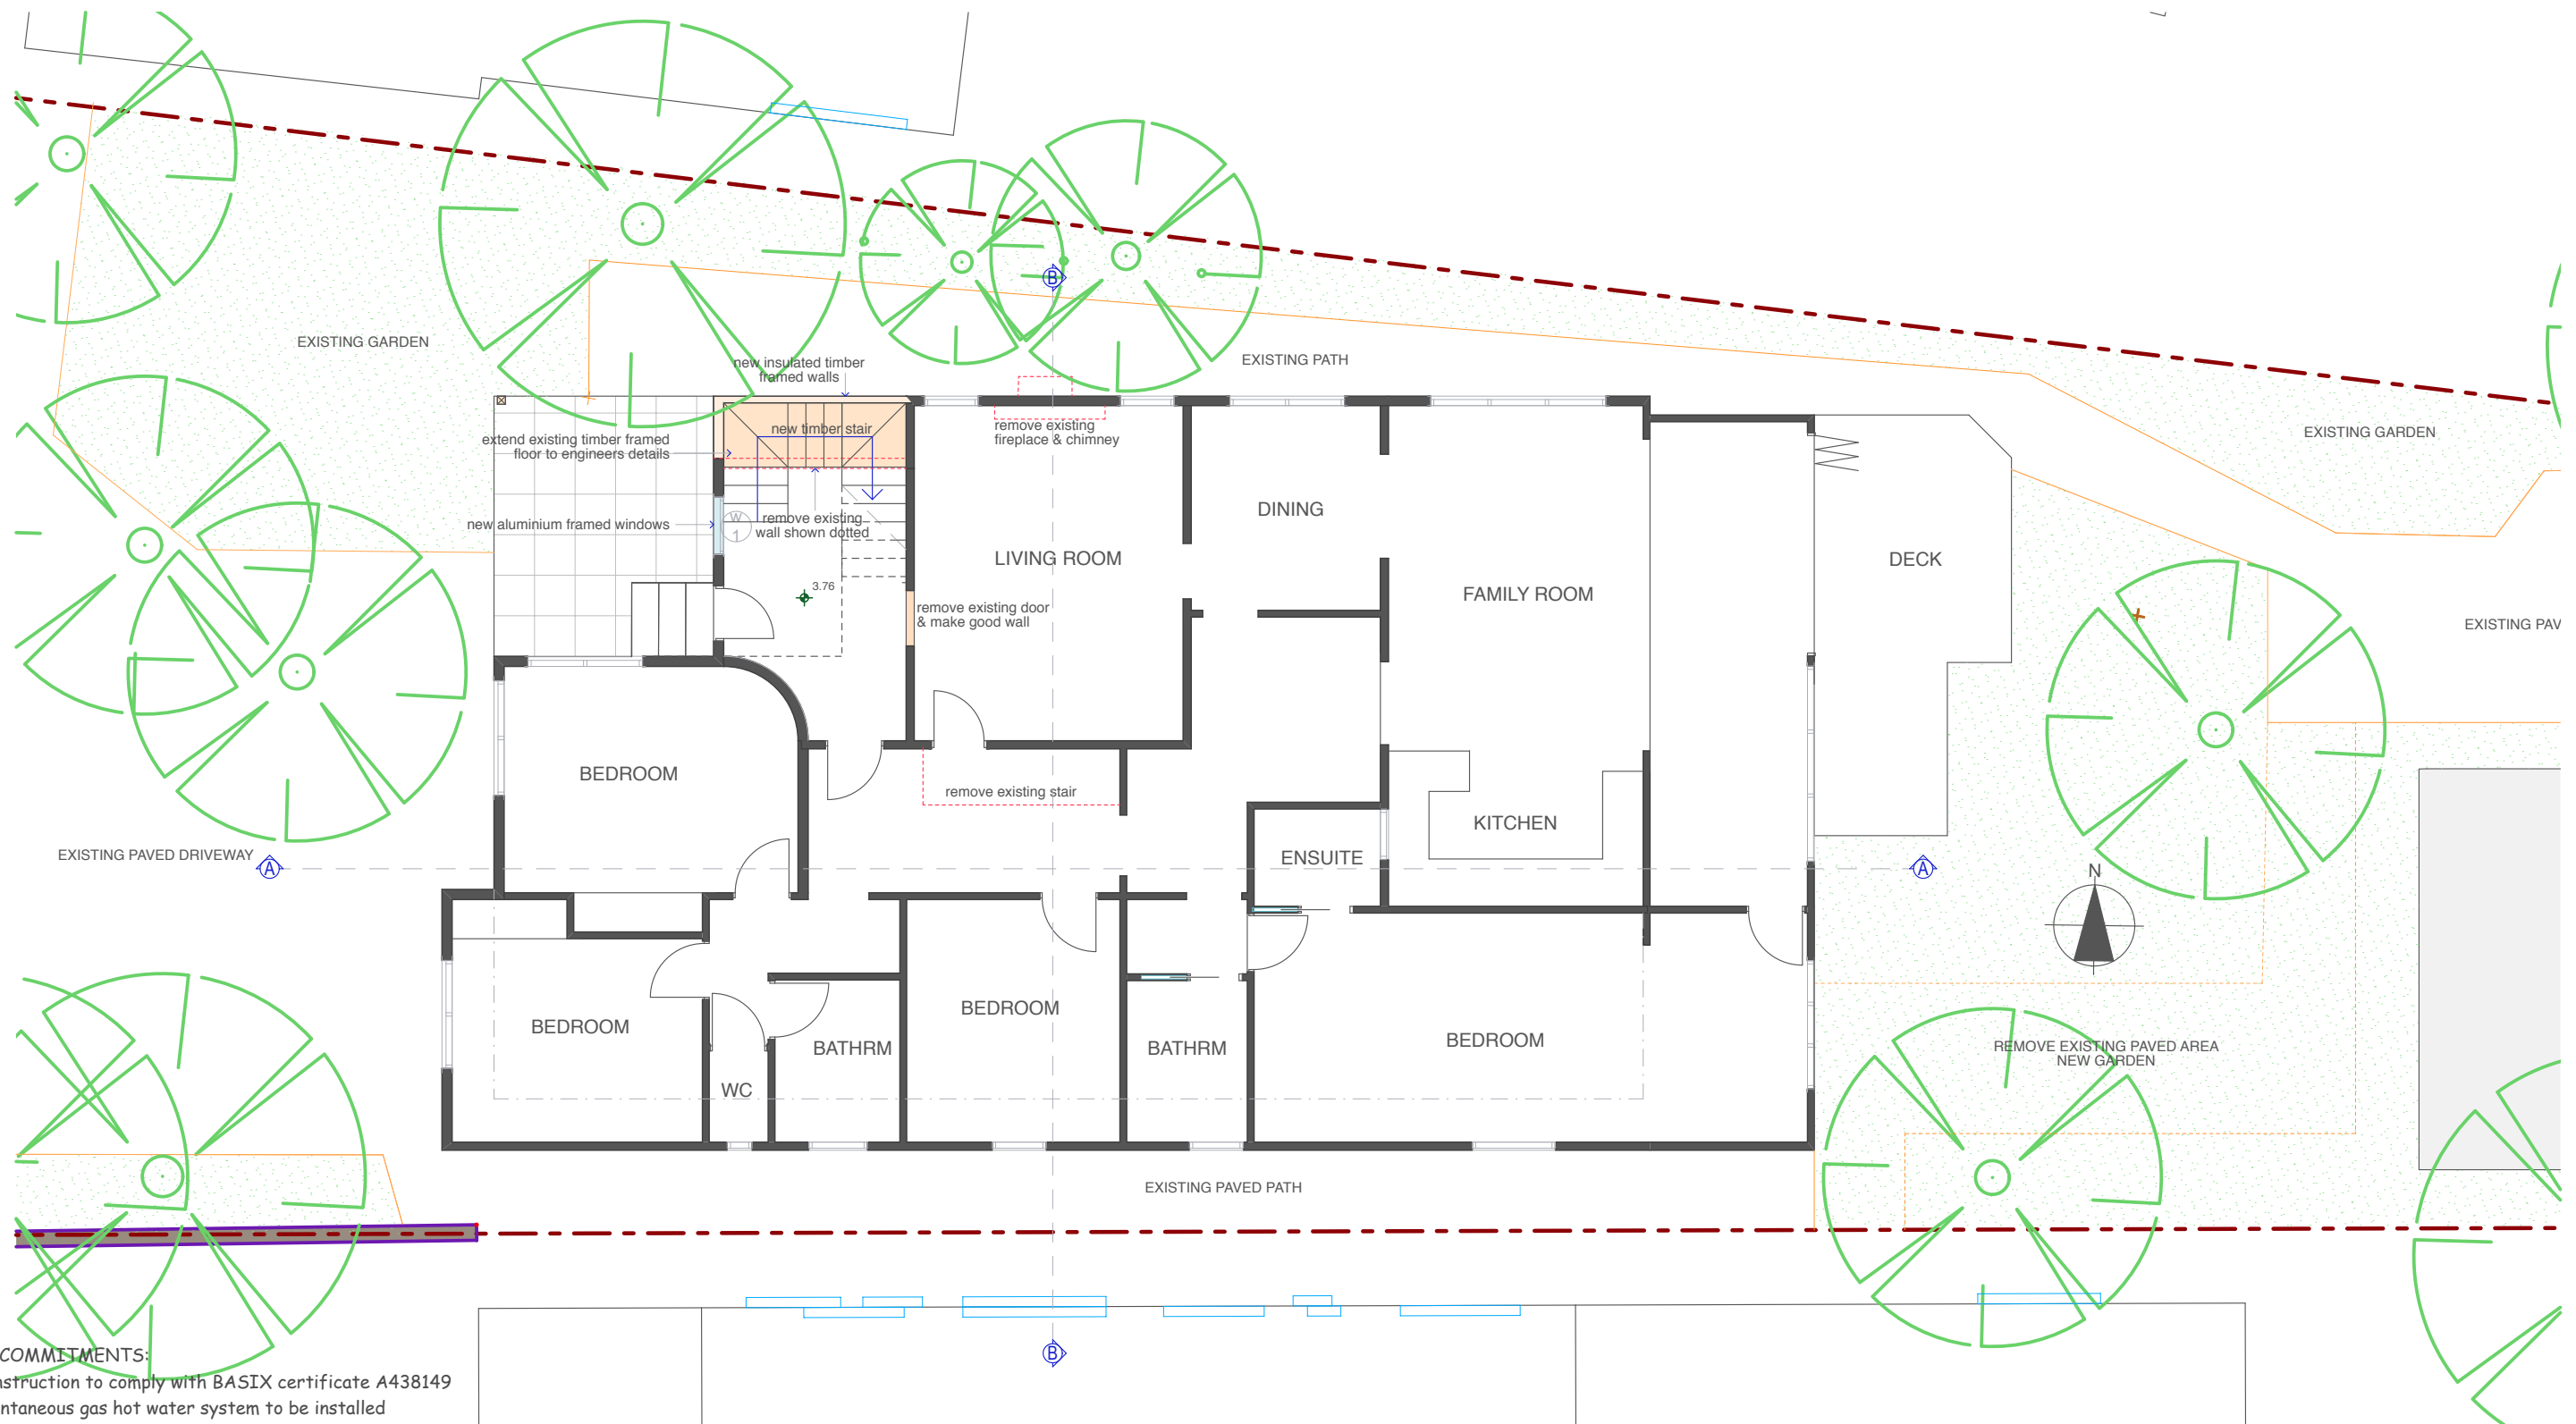 B
EXISTING GARDEN
EXISTING PATH
new insulated timber
framed walls
new timber stair
remove existing
fireplace & chimney
extend existing timber framed
floor to engineers details
EXISTING GARDEN
DINING
new aluminium framed windows
W
1
remove existing
wall shown dotted
LIVING ROOM
DECK
3.76
FAMILY ROOM
remove existing door
& make good wall
EXISTING PAV
BEDROOM
remove existing stair
KITCHEN
EXISTING PAVED DRIVEWAY
A
ENSUITE
A
N
BEDROOM
BEDROOM
BATHRM
BATHRM
BEDROOM
REMOVE EXISTING PAVED AREA
NEW GARDEN
WC
EXISTING PAVED PATH
B
COMMITMENTS:
nstruction to comply with BASIX certificate A438149
ntaneous gas hot water system to be installed